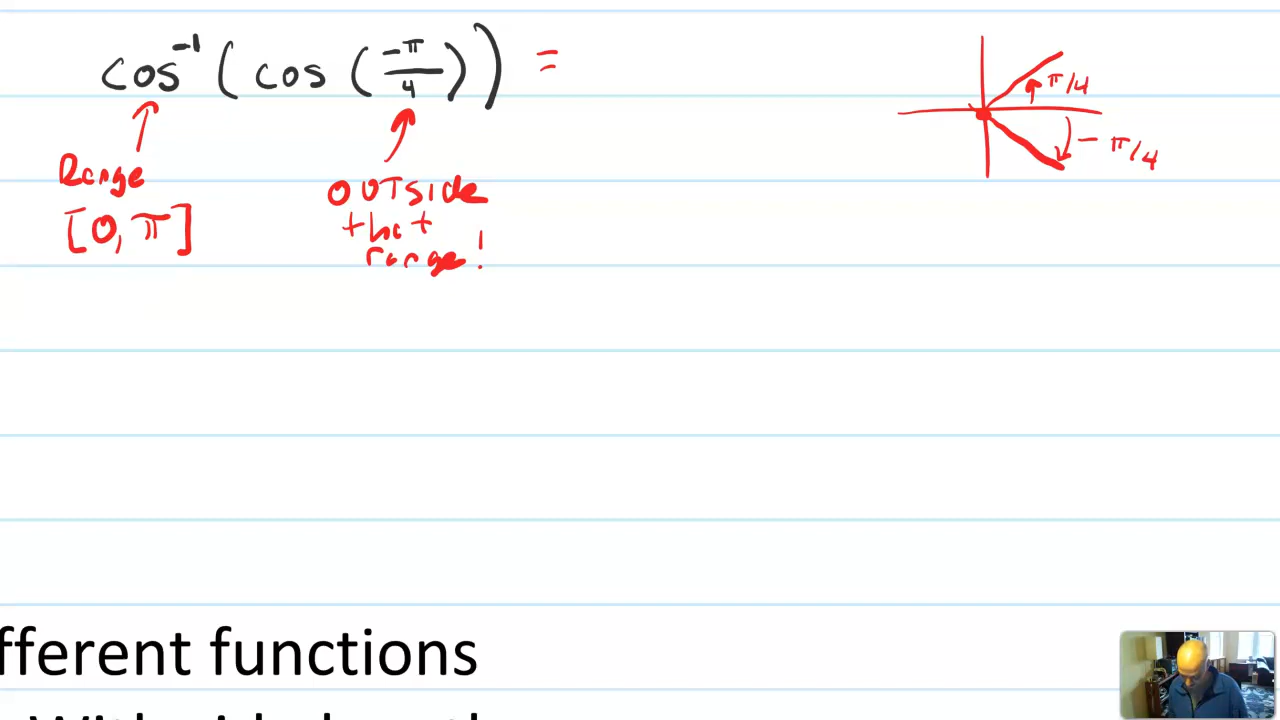 cos⁻¹(cos(-π/4)) =
π/4
- π/4
Range
[0, π]
OUTSide
that
range!
fferent functions